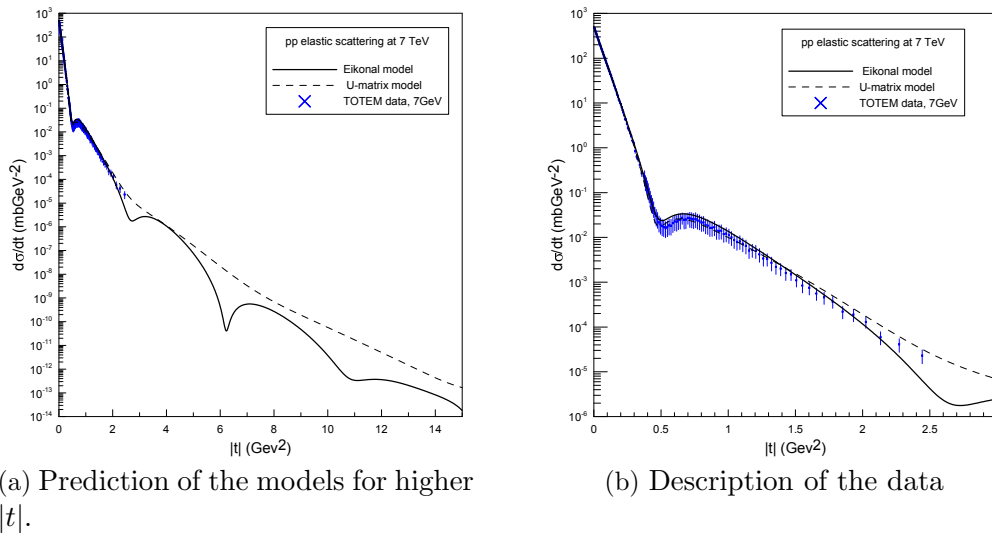 10³
10²
10¹
10⁰
10⁻¹
10⁻²
10⁻³
10⁻⁴
10⁻⁵
10⁻⁶
10⁻⁷
10⁻⁸
10⁻⁹
10⁻¹⁰
10⁻¹¹
10⁻¹²
10⁻¹³
10⁻¹⁴
dσ/dt (mbGeV⁻²)
pp elastic scattering at 7 TeV
Eikonal model
U-matrix model
TOTEM data, 7GeV
0 2 4 6 8 10 12 14
|t| (Gev²)
(a) Prediction of the models for higher
|t|.
10³
10²
10¹
10⁰
10⁻¹
10⁻²
10⁻³
10⁻⁴
10⁻⁵
10⁻⁶
dσ/dt (mbGeV⁻²)
pp elastic scattering at 7 TeV
Eikonal model
U-matrix model
TOTEM data, 7GeV
0 0.5 1 1.5 2 2.5
|t| (Gev²)
(b) Description of the data